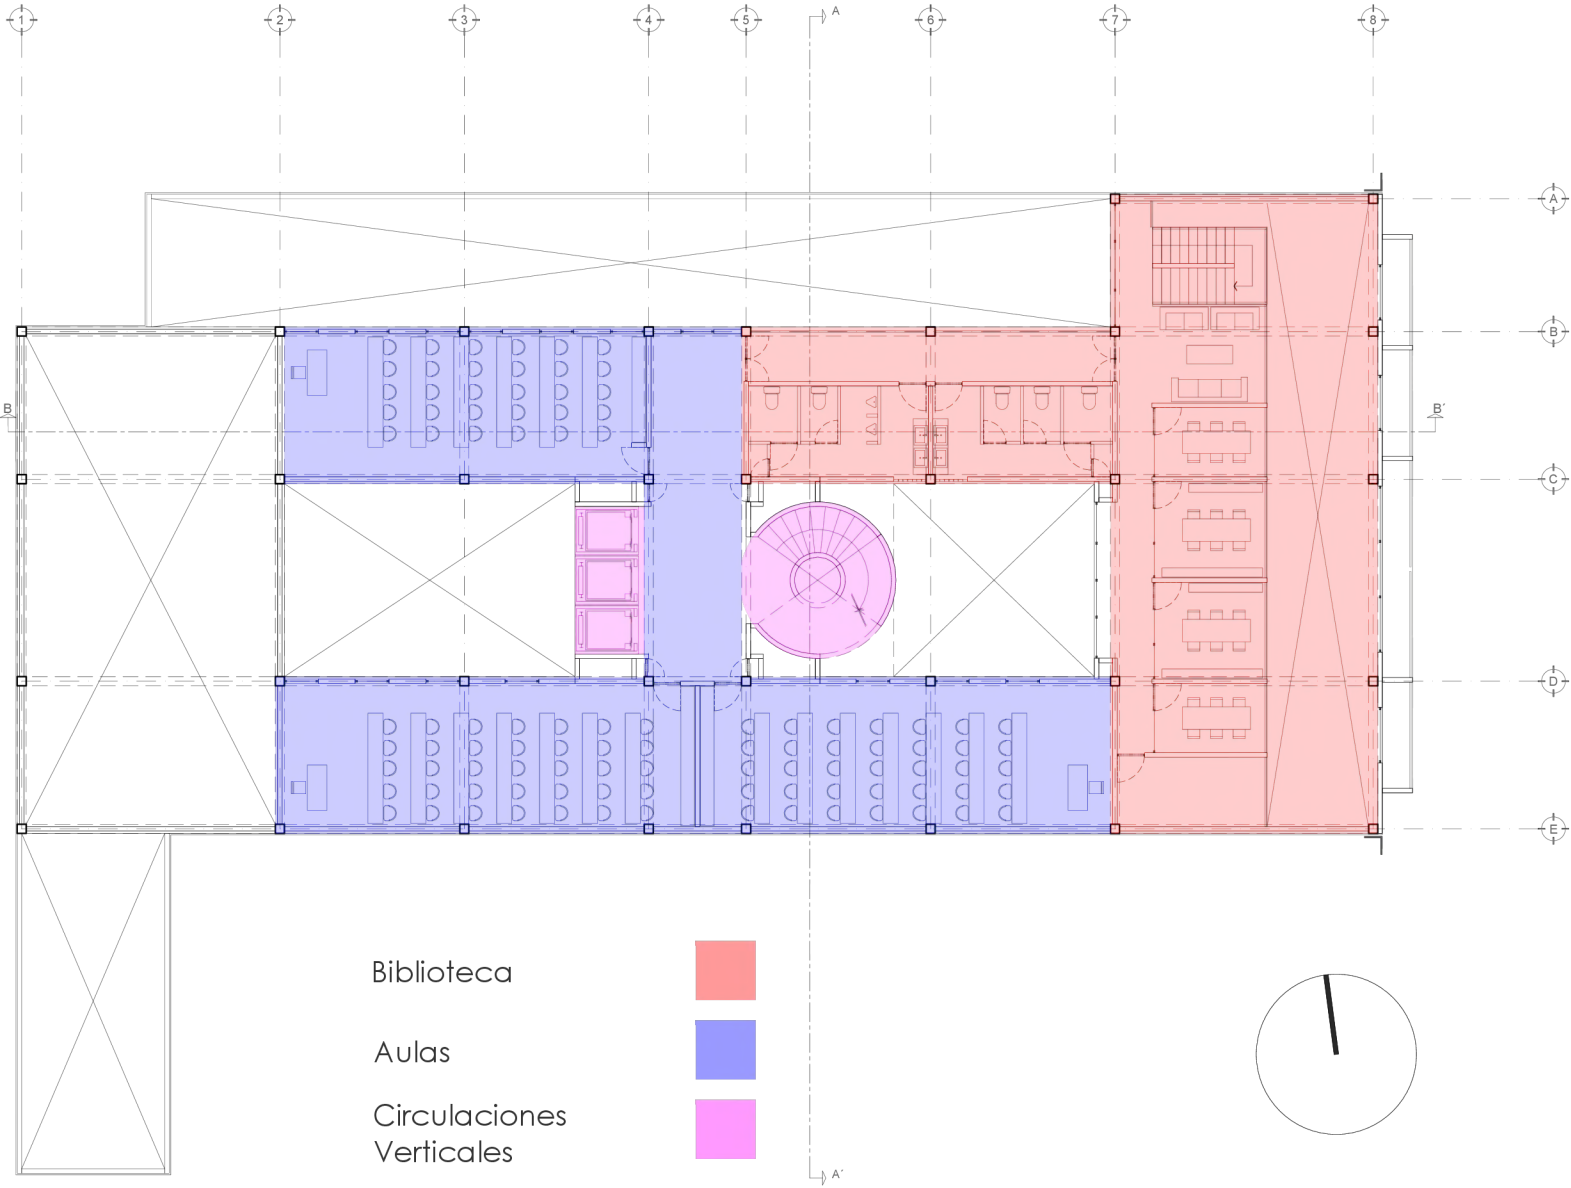 1 2 3 4 5 6 7 8
A
A
B
B
B´
C
D
E
Biblioteca
Aulas
Circulaciones
Verticales
A´